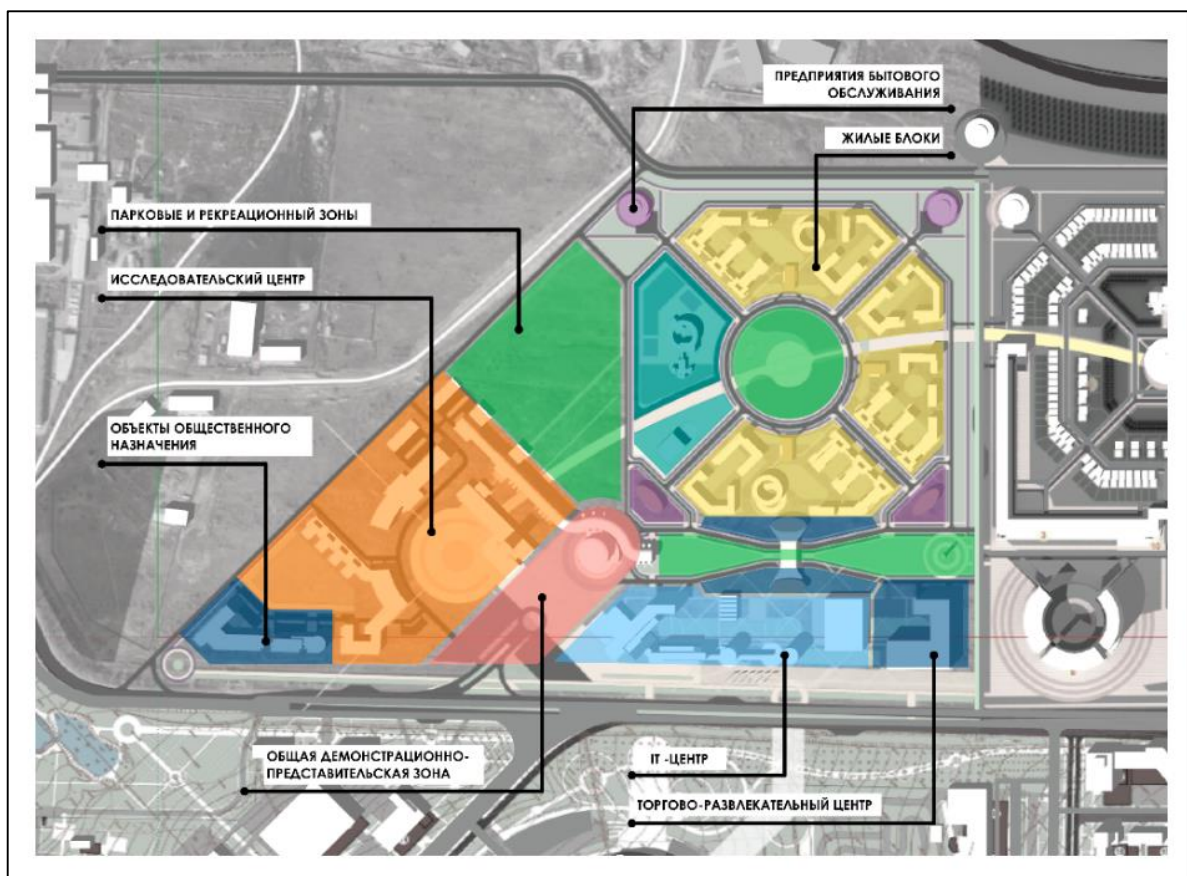 ПРЕДПРИЯТИЯ БЫТОВОГО
ОБСЛУЖИВАНИЯ
ЖИЛЫЕ БЛОКИ
ПАРКОВЫЕ И РЕКРЕАЦИОННЫЙ ЗОНЫ
ИССЛЕДОВАТЕЛЬСКИЙ ЦЕНТР
ОБЪЕКТЫ ОБЩЕСТВЕННОГО
НАЗНАЧЕНИЯ
ОБЩАЯ ДЕМОНСТРАЦИОННО-
ПРЕДСТАВИТЕЛЬСКАЯ ЗОНА
IT -ЦЕНТР
ТОРГОВО-РАЗВЛЕКАТЕЛЬНЫЙ ЦЕНТР